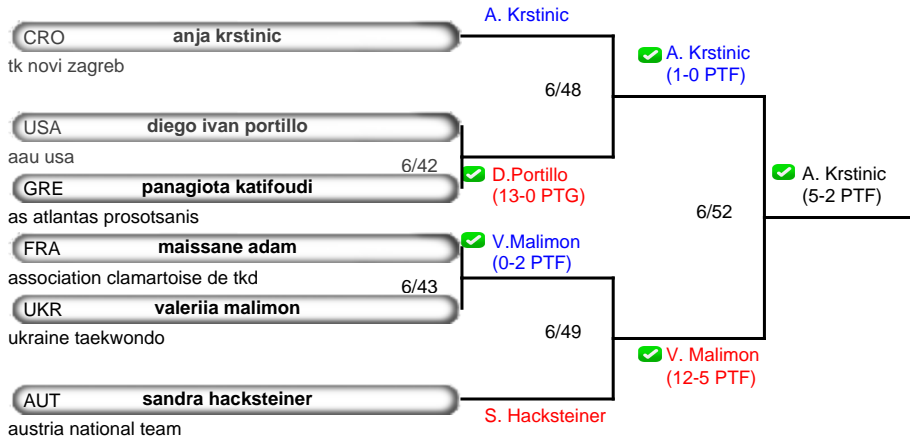 A. Krstinic
CRO anja krstinic
tk novi zagreb
A. Krstinic
(1-0 PTF)
6/48
USA diego ivan portillo
aau usa
6/42
D.Portillo
(13-0 PTG)
GRE panagiota katifoudi
as atlantas prosotsanis
A. Krstinic
(5-2 PTF)
6/52
FRA maissane adam
association clamartoise de tkd
V.Malimon
(0-2 PTF)
6/43
UKR valeriia malimon
ukraine taekwondo
6/49
V. Malimon
(12-5 PTF)
AUT sandra hacksteiner
austria national team
S. Hacksteiner